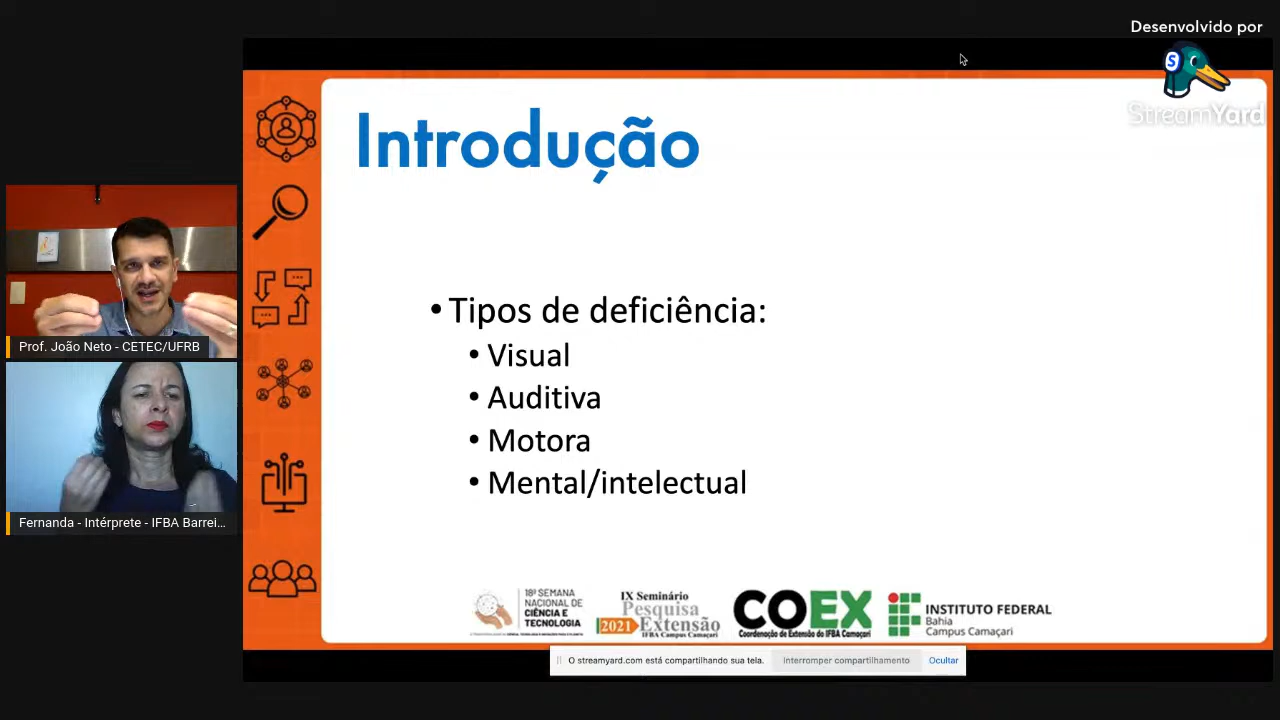 Desenvolvido por
StreamYard
Introdução
• Tipos de deficiência:
• Visual
• Auditiva
• Motora
• Mental/intelectual
Prof. João Neto - CETEC/UFRB
Fernanda - Intérprete - IFBA Barrei...
18ª SEMANA
NACIONAL DE
CIÊNCIA E
TECNOLOGIA
IX Seminário
Pesquisa
2021 Extensão
IFBA Campus Camaçari
COEX
Coordenação de Extensão do IFBA Camaçari
INSTITUTO FEDERAL
Bahia
Campus Camaçari
O streamyard.com está compartilhando sua tela.
Interromper compartilhamento
Ocultar